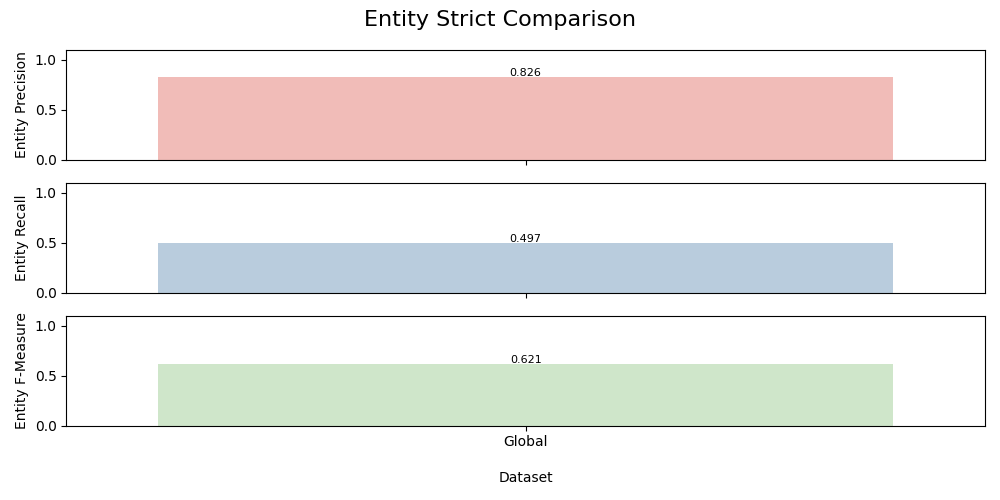 Entity Strict Comparison
Entity Precision
1.0
0.5
0.0
0.826
Entity Recall
1.0
0.5
0.0
0.497
Entity F-Measure
1.0
0.5
0.0
0.621
Global
Dataset